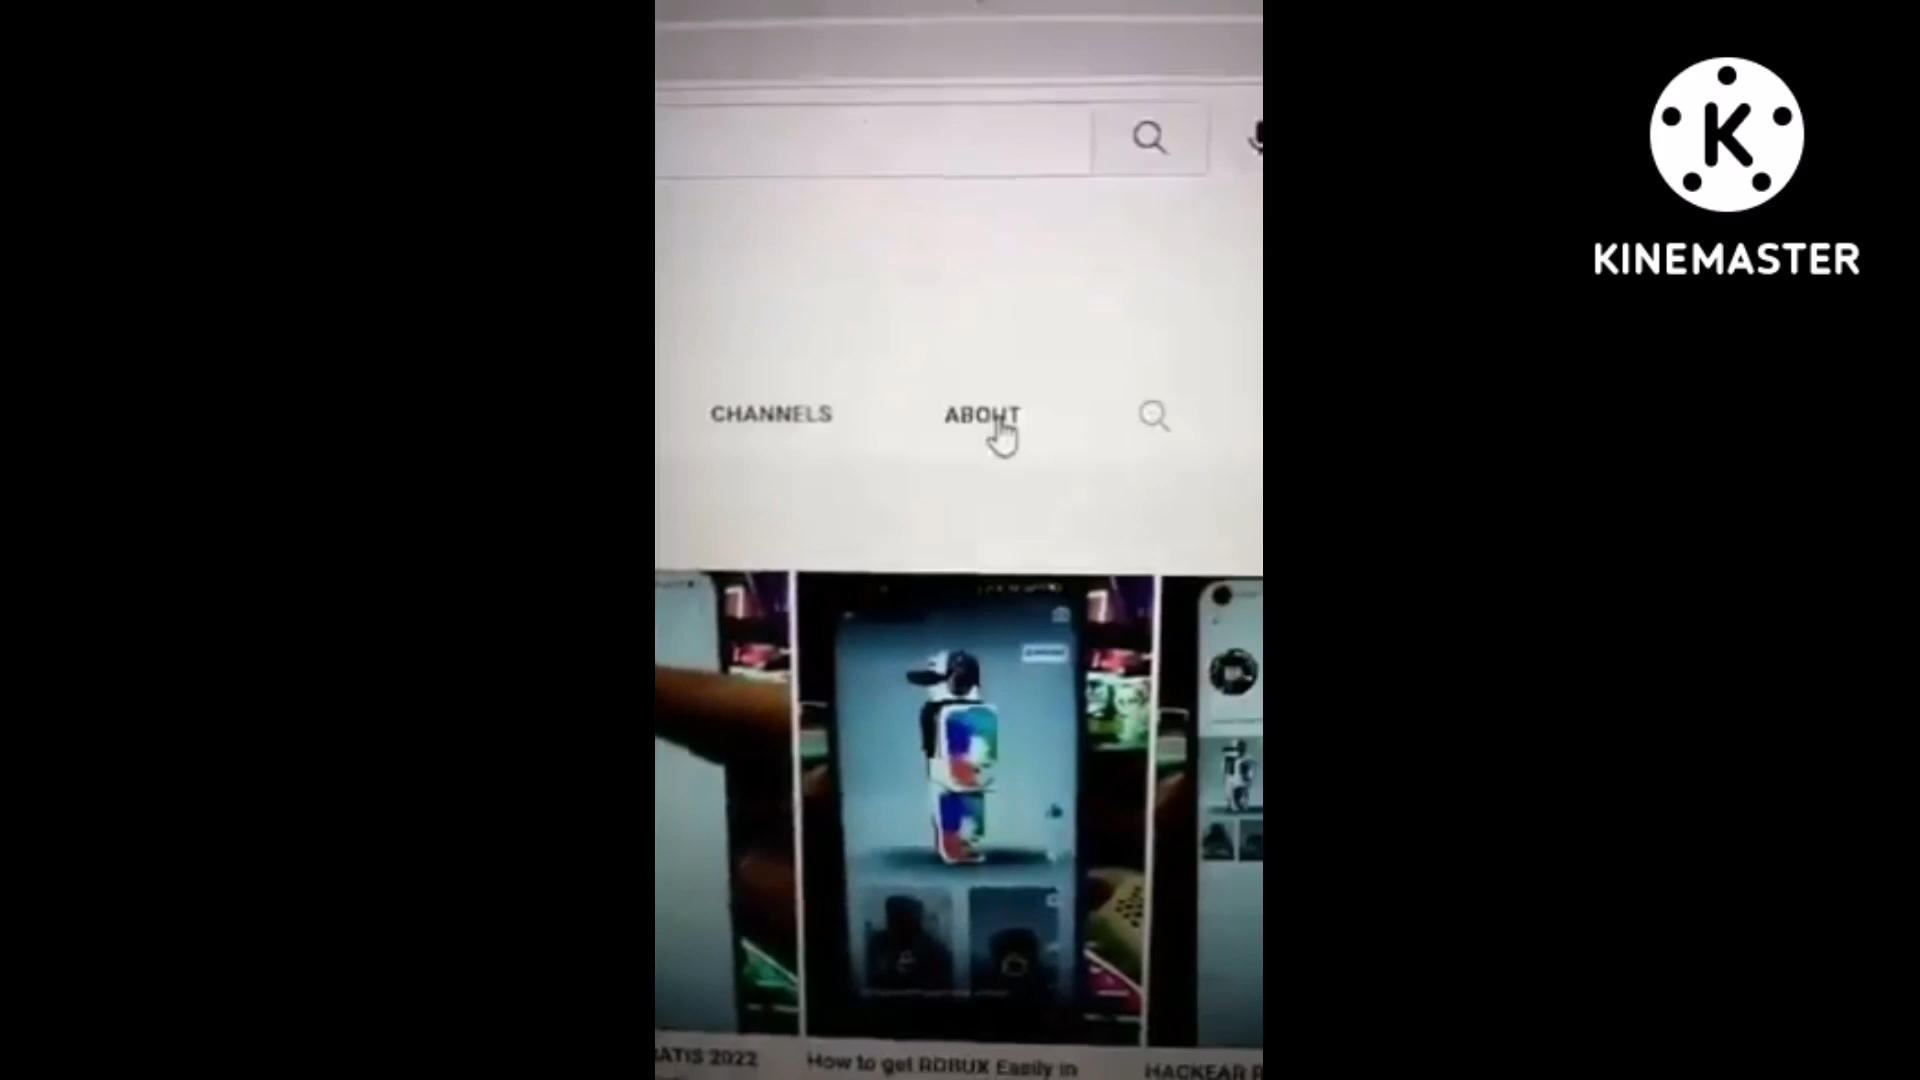 KINEMASTER
CHANNELS
ABOUT
ATIS 2022
How to get ROBUX Easily in
HACKEAR R